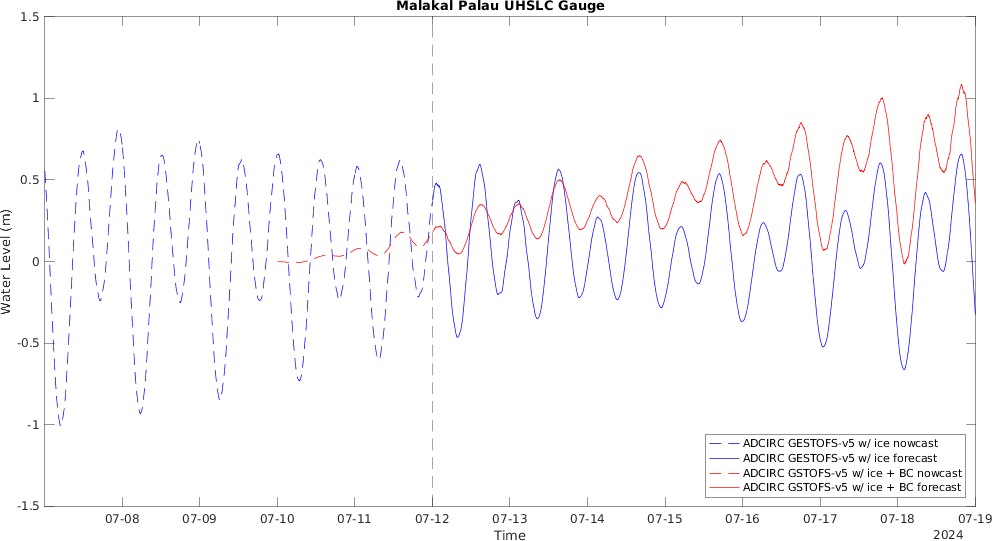 Malakal Palau UHSLC Gauge
1.5
1
0.5
0
-0.5
-1
-1.5
Water Level (m)
ADCIRC GESTOFS-v5 w/ ice nowcast
ADCIRC GESTOFS-v5 w/ ice forecast
ADCIRC GSTOFS-v5 w/ ice + BC nowcast
ADCIRC GSTOFS-v5 w/ ice + BC forecast
07-08 07-09 07-10 07-11 07-12 07-13 07-14 07-15 07-16 07-17 07-18 07-19
Time
2024